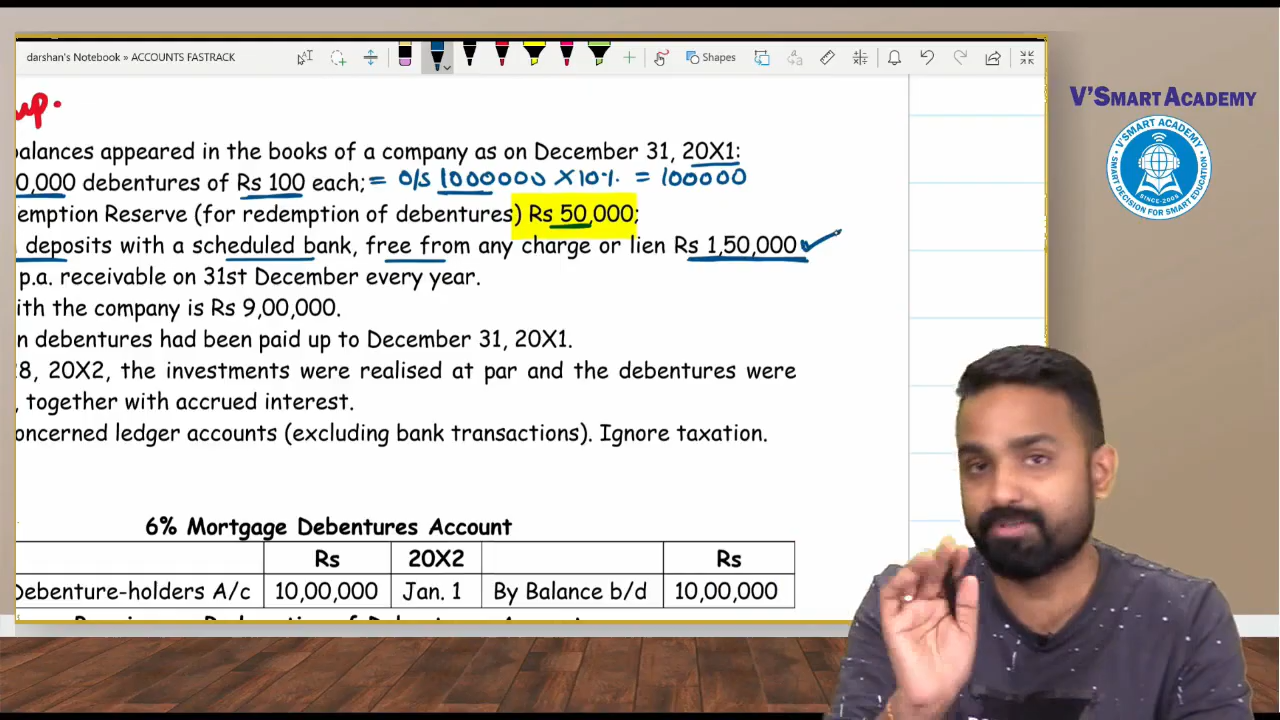 darshan's Notebook » ACCOUNTS FASTRACK
Shapes
V'SMART ACADEMY
V'SMART ACADEMY
SMART DECISION FOR SMART EDUCATION
SINCE-2005
balances appeared in the books of a company as on December 31, 20X1:
0,000 debentures of Rs 100 each; = O/S 1000000 X 10% = 100000
emption Reserve (for redemption of debentures) Rs 50,000;
deposits with a scheduled bank, free from any charge or lien Rs 1,50,000
p.a. receivable on 31st December every year.
ith the company is Rs 9,00,000.
n debentures had been paid up to December 31, 20X1.
8, 20X2, the investments were realised at par and the debentures were
, together with accrued interest.
oncerned ledger accounts (excluding bank transactions). Ignore taxation.
6% Mortgage Debentures Account
Rs 20X2 Rs
Debenture-holders A/c 10,00,000 Jan. 1 By Balance b/d 10,00,000